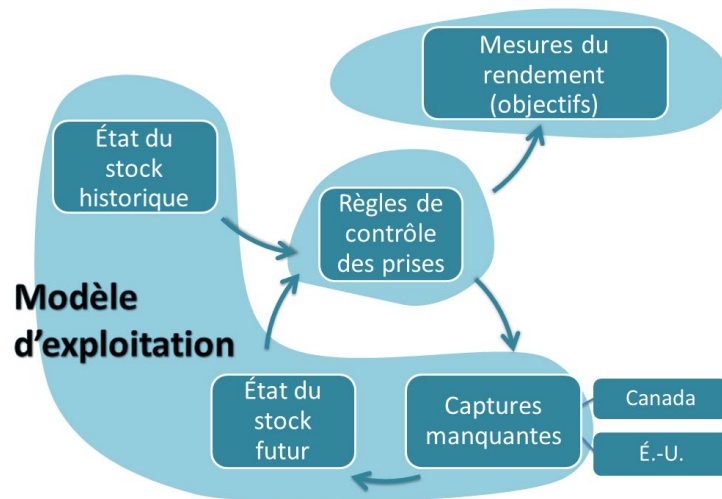 Mesures du
rendement
(objectifs)
État du
stock
historique
Règles de
contrôle
des prises
Modèle
d'exploitation
État du
stock
futur
Captures
manquantes
Canada
É.-U.